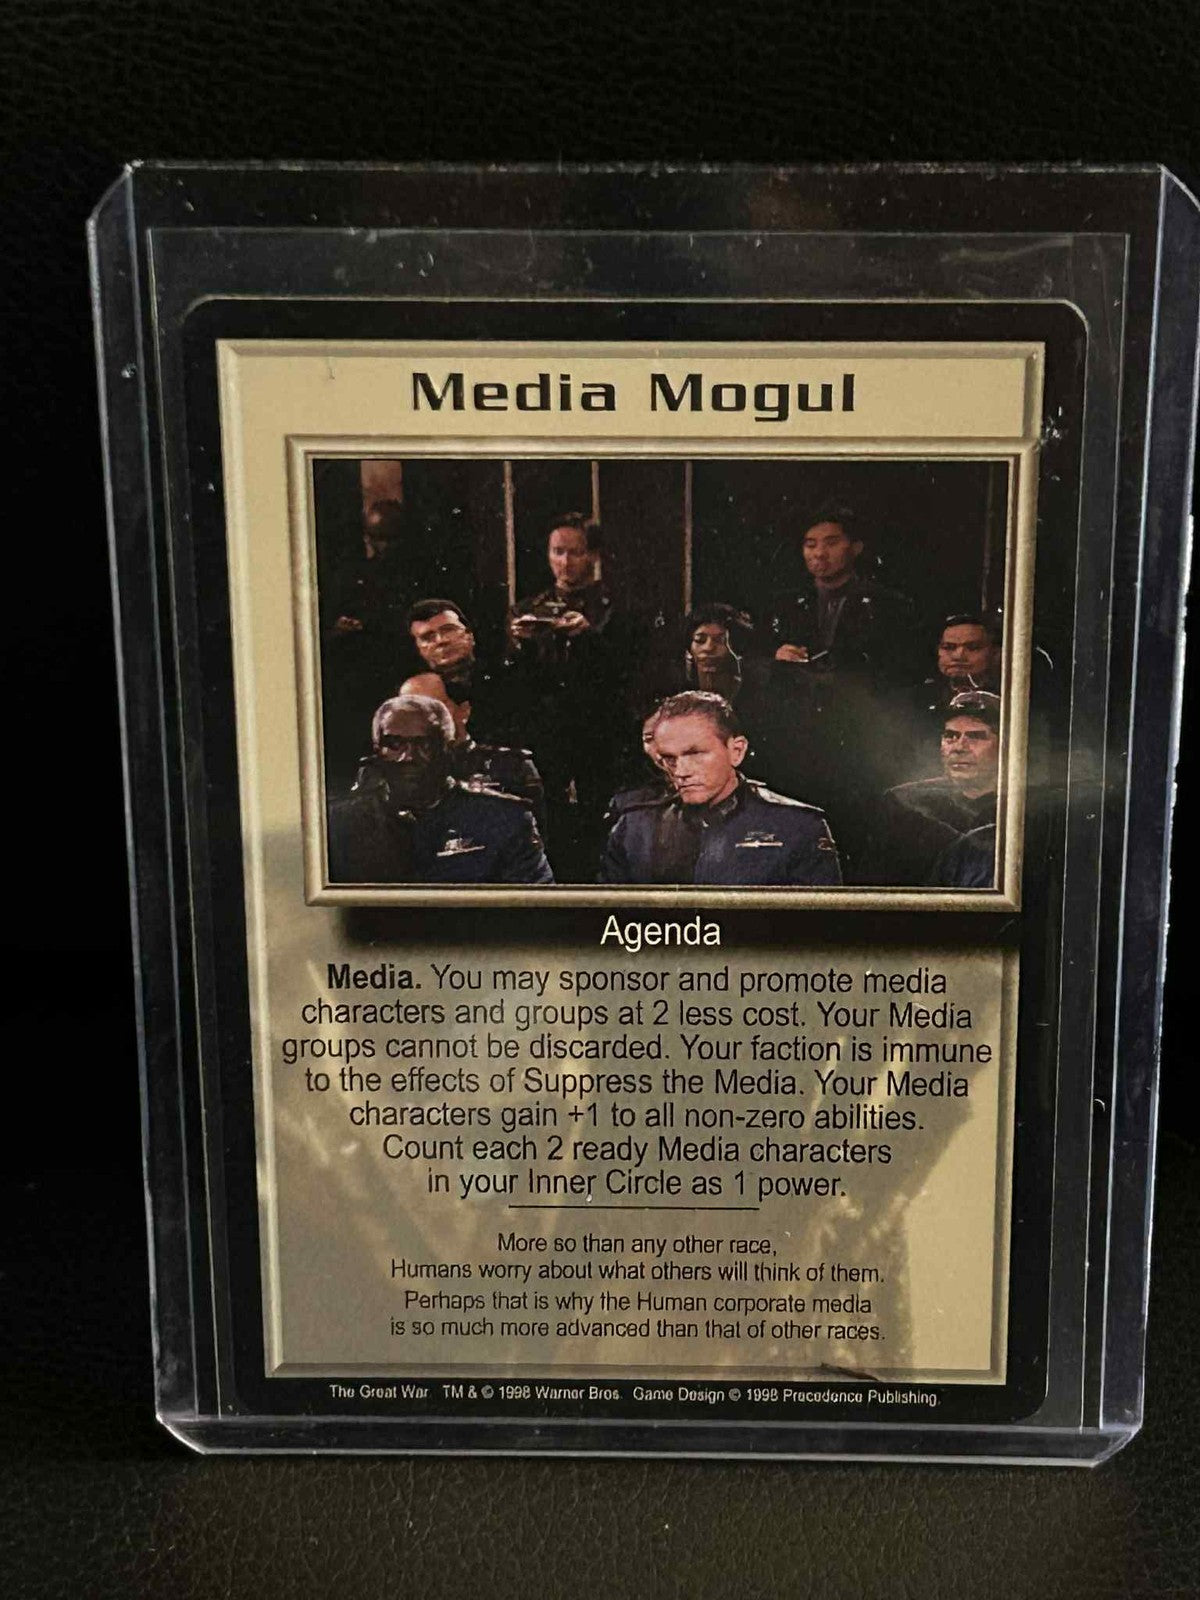 Media Mogul
Agenda
Media. You may sponsor and promote media
characters and groups at 2 less cost. Your Media
groups cannot be discarded. Your faction is immune
to the effects of Suppress the Media. Your Media
characters gain +1 to all non-zero abilities.
Count each 2 ready Media characters
in your Inner Circle as 1 power.
More so than any other race,
Humans worry about what others will think of them.
Perhaps that is why the Human corporate media
is so much more advanced than that of other races.
The Great War. TM & © 1998 Warner Bros. Game Design © 1998 Precedence Publishing.